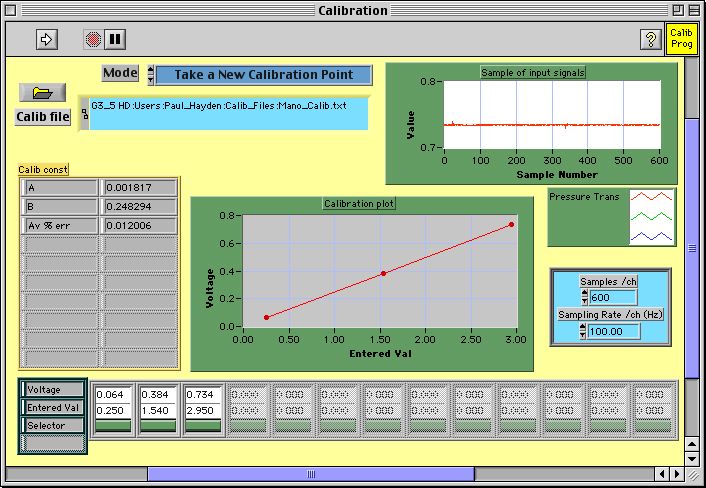 Calibration
?
Calib
Prog
Mode
Take a New Calibration Point
Calib file
G3_5 HD:Users:Paul_Hayden:Calib_Files:Mano_Calib.txt
Sample of input signals
0.8
Value
0.7
0 100 200 300 400 500 600
Sample Number
Calib const
A 0.001817
B 0.248294
Av % err 0.012006
Calibration plot
0.8
0.6
0.4
0.2
0.0
Voltage
0.00 0.50 1.00 1.50 2.00 2.50 3.00
Entered Val
Pressure Trans
Samples /ch
600
Sampling Rate /ch (Hz)
100.00
Voltage 0.064 0.384 0.734 0.000 0.000 0.000 0.000 0.000 0.000 0.000 0.000 0.000
Entered Val 0.250 1.540 2.950 0.000 0.000 0.000 0.000 0.000 0.000 0.000 0.000 0.000
Selector